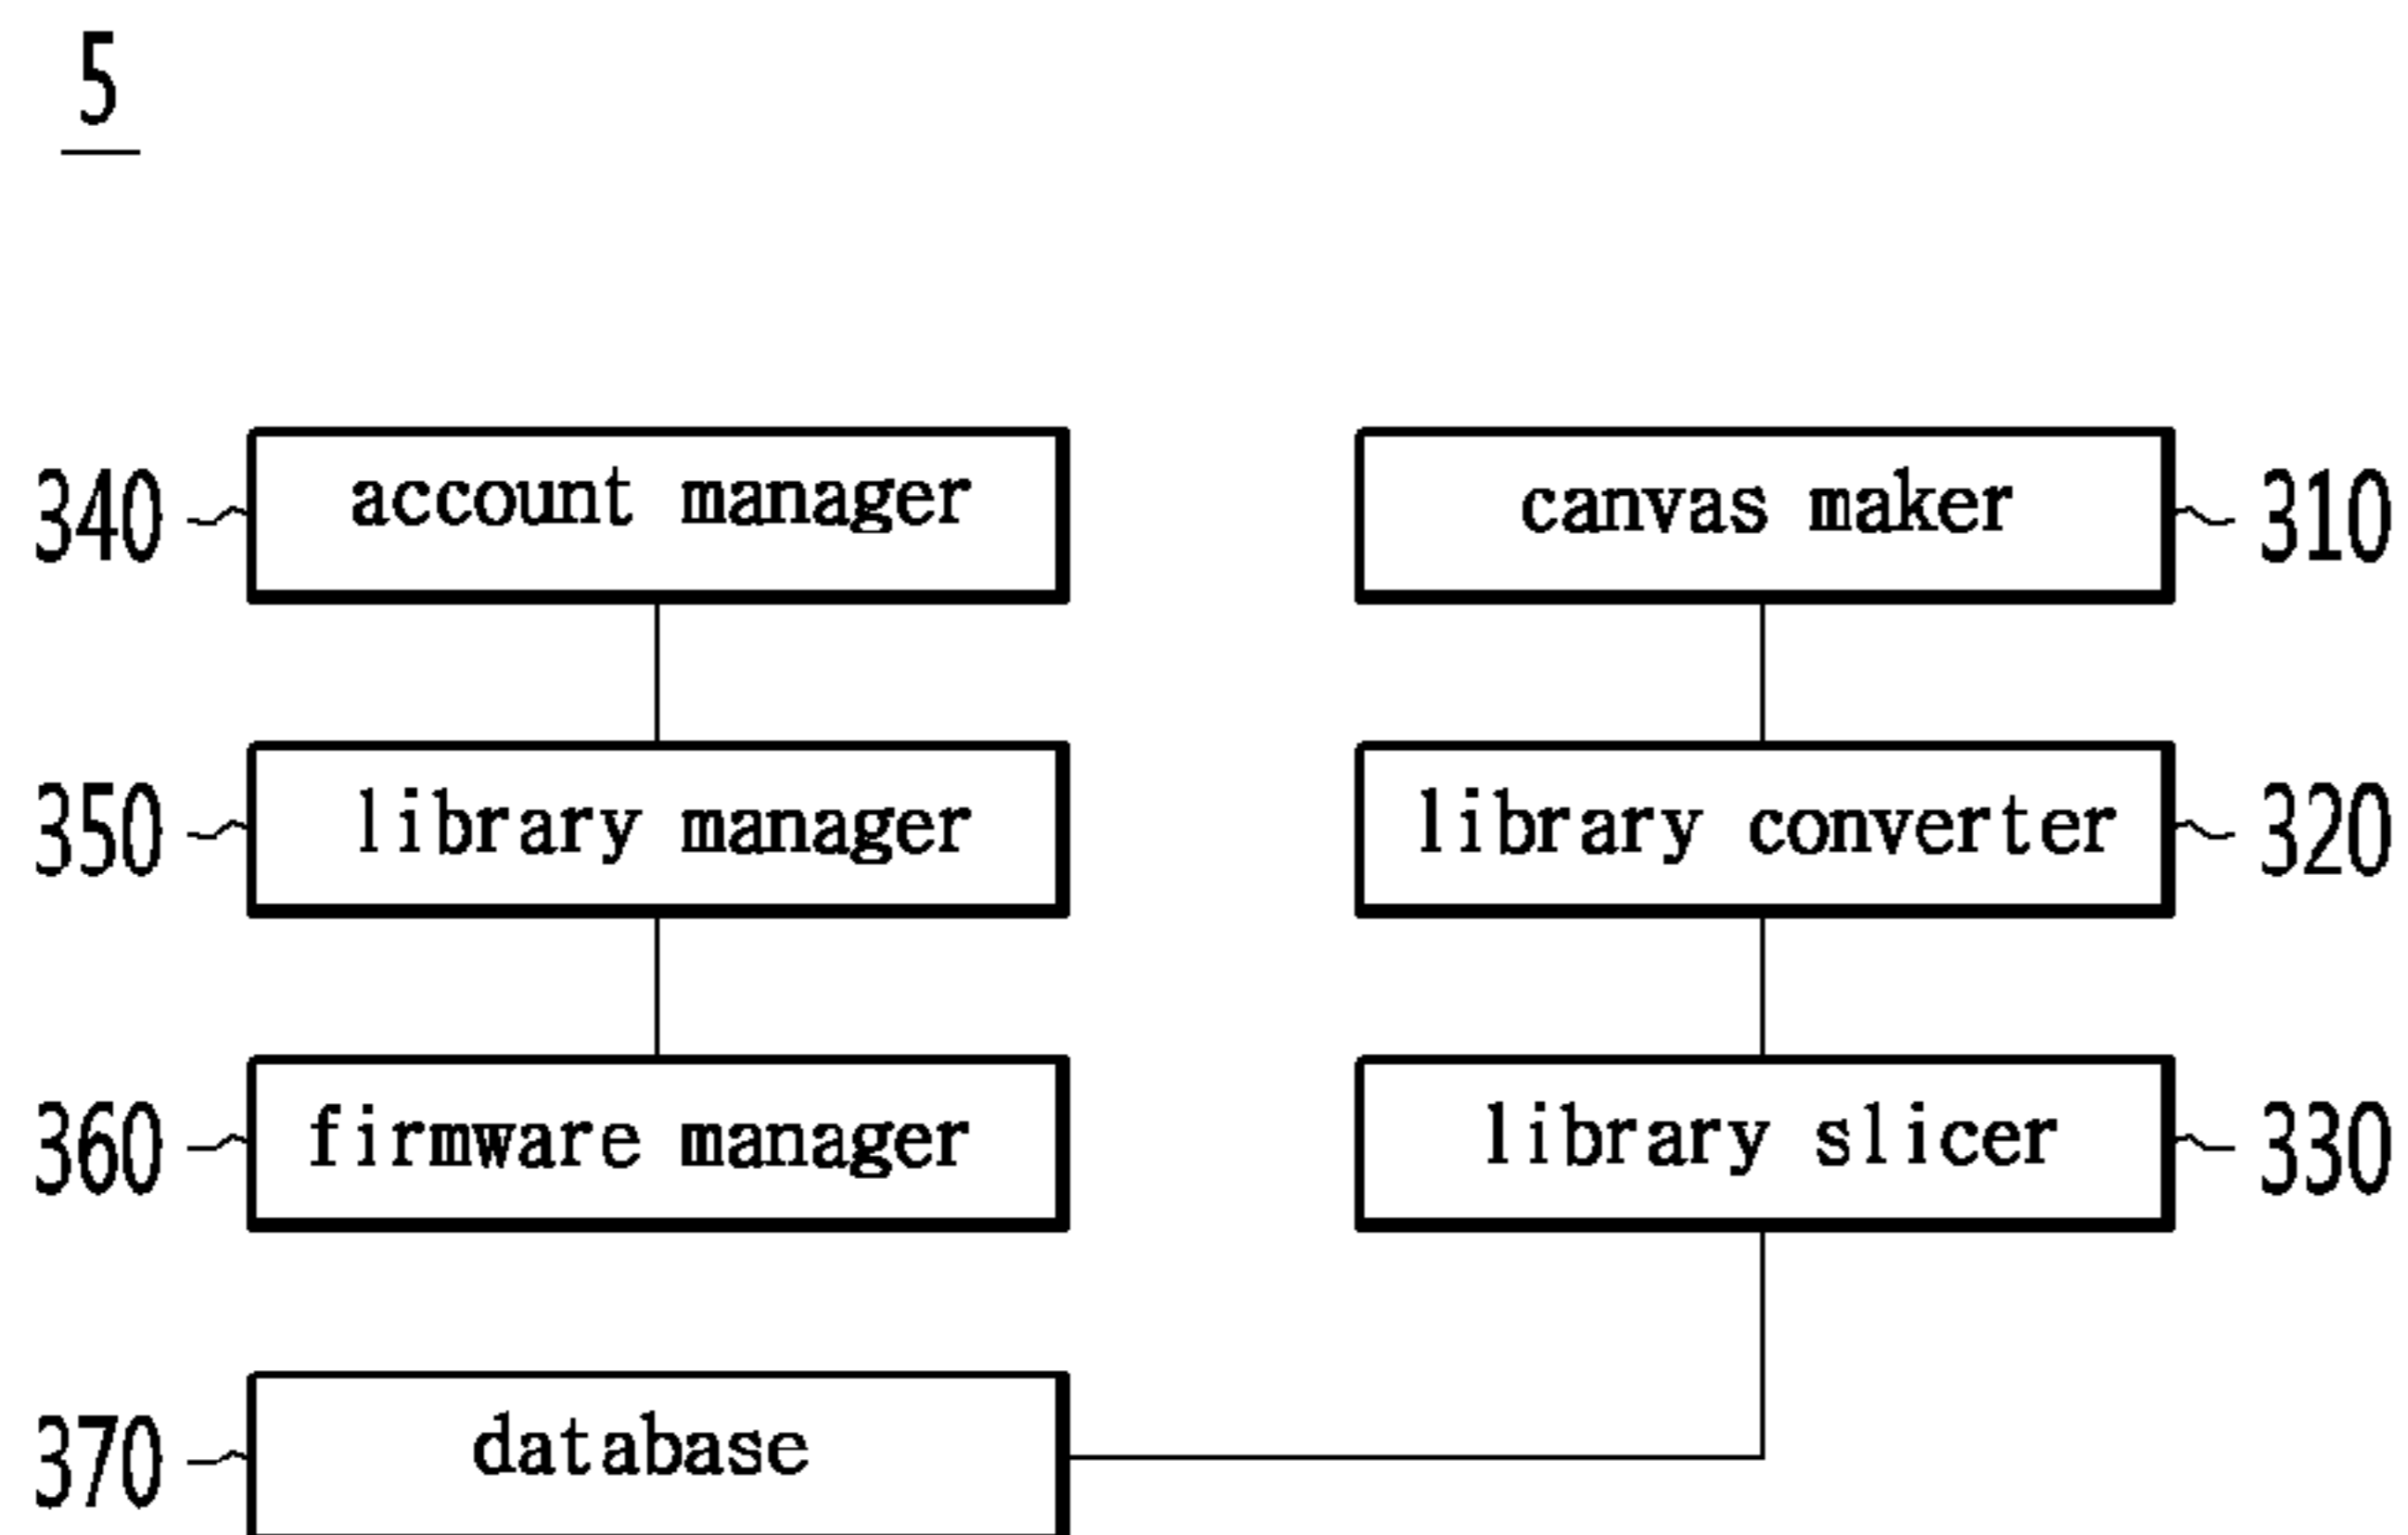 5
340 account manager canvas maker 310
350 library manager library converter 320
360 firmware manager library slicer 330
370 database